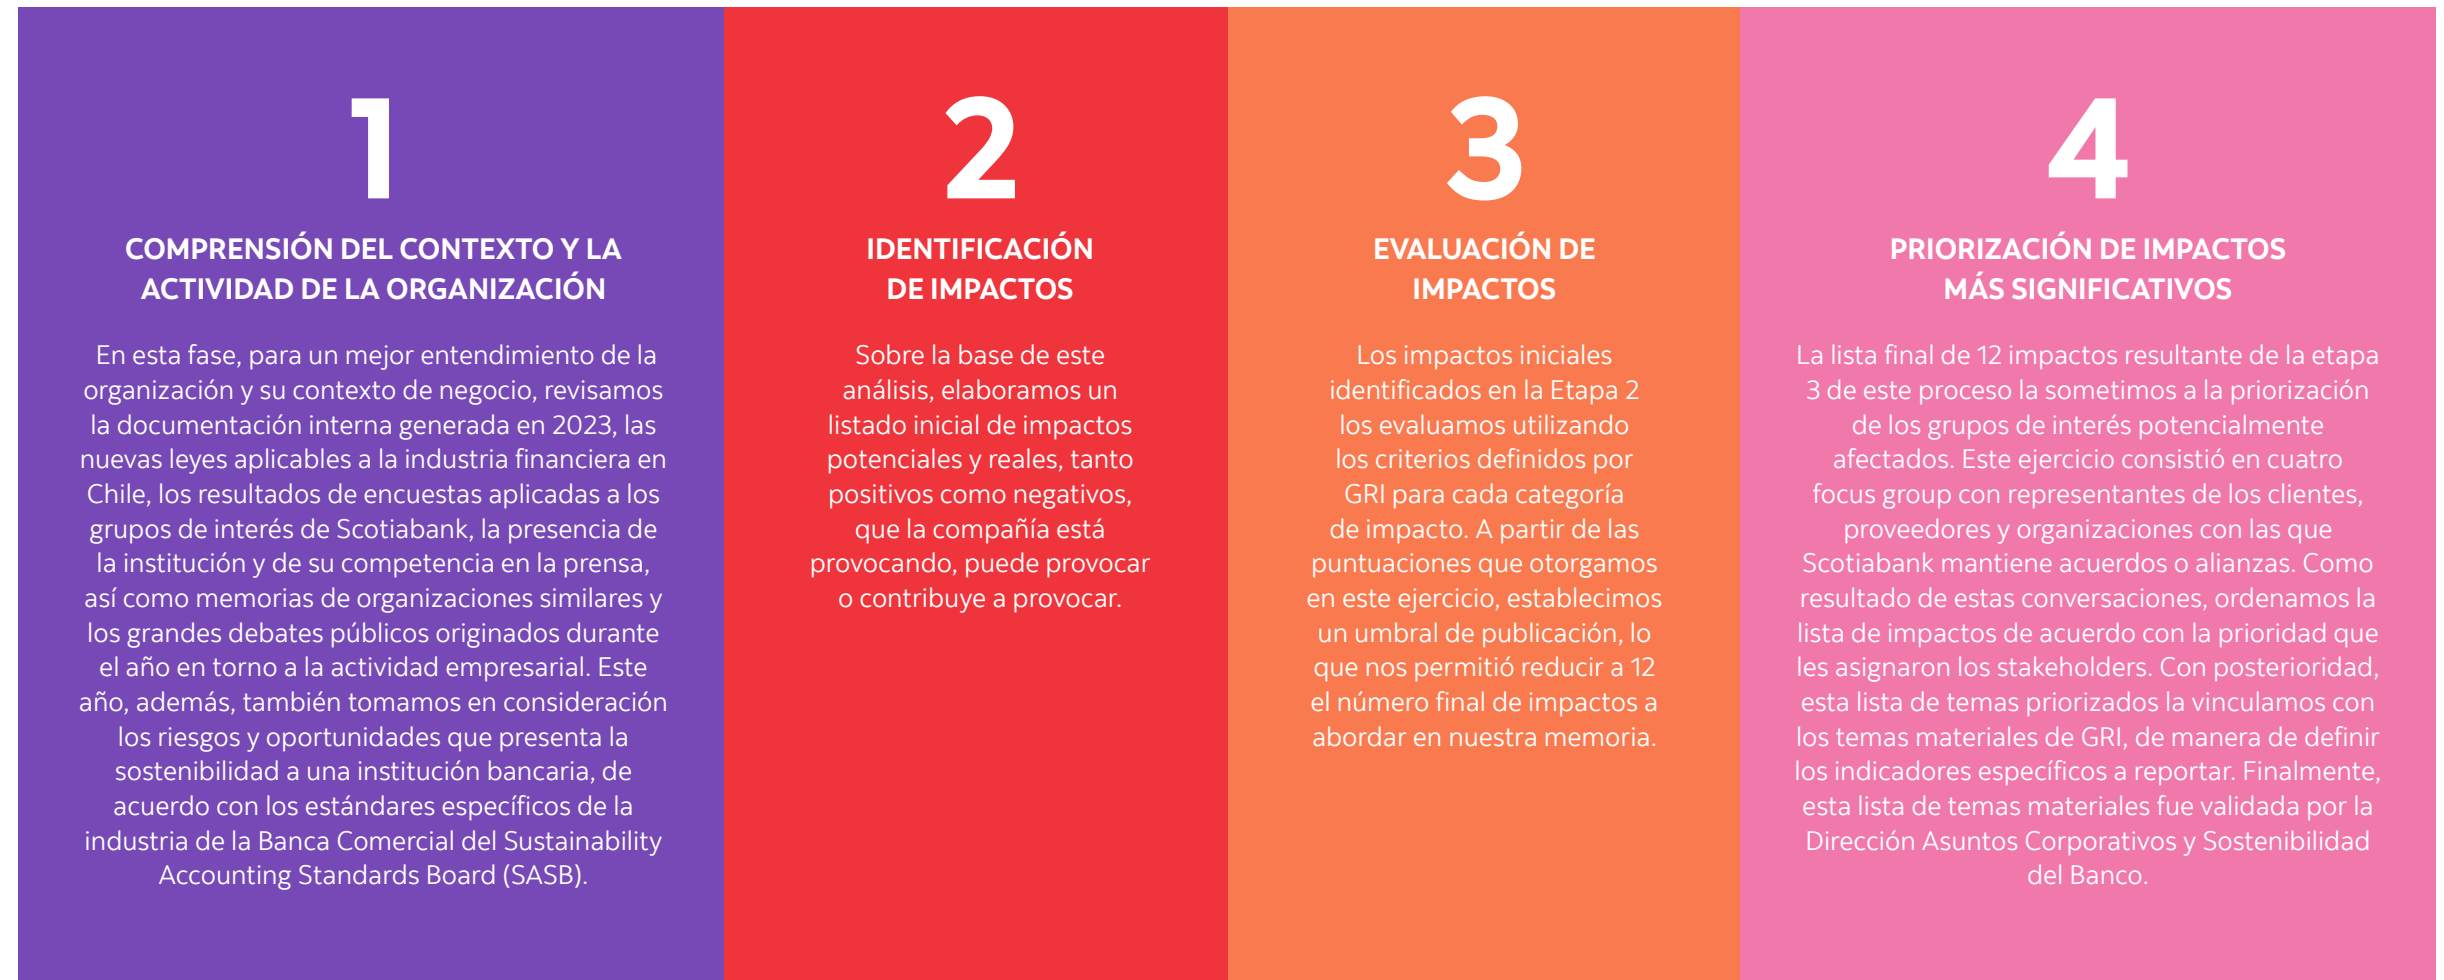 1
COMPRENSIÓN DEL CONTEXTO Y LA
ACTIVIDAD DE LA ORGANIZACIÓN
En esta fase, para un mejor entendimiento de la
organización y su contexto de negocio, revisamos
la documentación interna generada en 2023, las
nuevas leyes aplicables a la industria financiera en
Chile, los resultados de encuestas aplicadas a los
grupos de interés de Scotiabank, la presencia de
la institución y de su competencia en la prensa,
así como memorias de organizaciones similares y
los grandes debates públicos originados durante
el año en torno a la actividad empresarial. Este
año, además, también tomamos en consideración
los riesgos y oportunidades que presenta la
sostenibilidad a una institución bancaria, de
acuerdo con los estándares específicos de la
industria de la Banca Comercial del Sustainability
Accounting Standards Board (SASB).
2
IDENTIFICACIÓN
DE IMPACTOS
Sobre la base de este
análisis, elaboramos un
listado inicial de impactos
potenciales y reales, tanto
positivos como negativos,
que la compañía está
provocando, puede provocar
o contribuye a provocar.
3
EVALUACIÓN DE
IMPACTOS
Los impactos iniciales
identificados en la Etapa 2
los evaluamos utilizando
los criterios definidos por
GRI para cada categoría
de impacto. A partir de las
puntuaciones que otorgamos
en este ejercicio, establecimos
un umbral de publicación, lo
que nos permitió reducir a 12
el número final de impactos a
abordar en nuestra memoria.
4
PRIORIZACIÓN DE IMPACTOS
MÁS SIGNIFICATIVOS
La lista final de 12 impactos resultante de la etapa
3 de este proceso la sometimos a la priorización
de los grupos de interés potencialmente
afectados. Este ejercicio consistió en cuatro
focus group con representantes de los clientes,
proveedores y organizaciones con las que
Scotiabank mantiene acuerdos o alianzas. Como
resultado de estas conversaciones, ordenamos la
lista de impactos de acuerdo con la prioridad que
les asignaron los stakeholders. Con posterioridad,
esta lista de temas priorizados la vinculamos con
los temas materiales de GRI, de manera de definir
los indicadores específicos a reportar. Finalmente,
esta lista de temas materiales fue validada por la
Dirección Asuntos Corporativos y Sostenibilidad
del Banco.